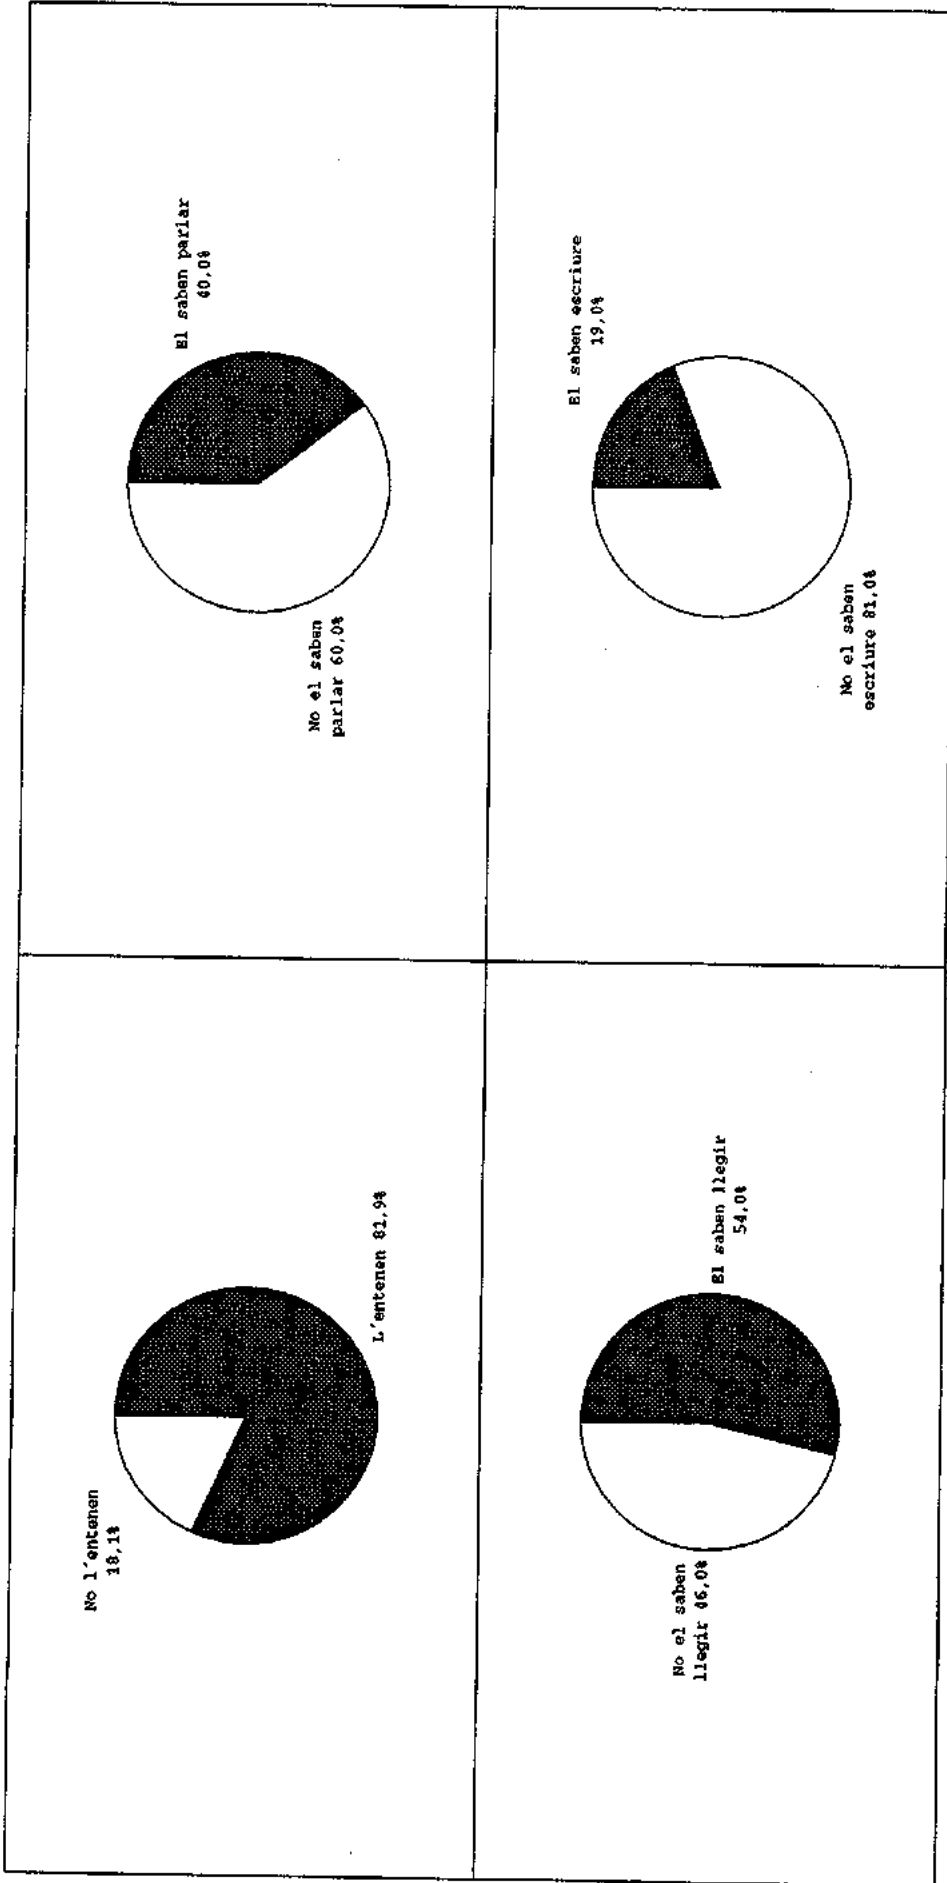 No l'entenen
18,1%
L'entenen 81,9%
El saben parlar
40,0%
No el saben
parlar 60,0%
No el saben
llegir 46,0%
El saben llegir
54,0%
El saben escriure
19,0%
No el saben
escriure 81,0%